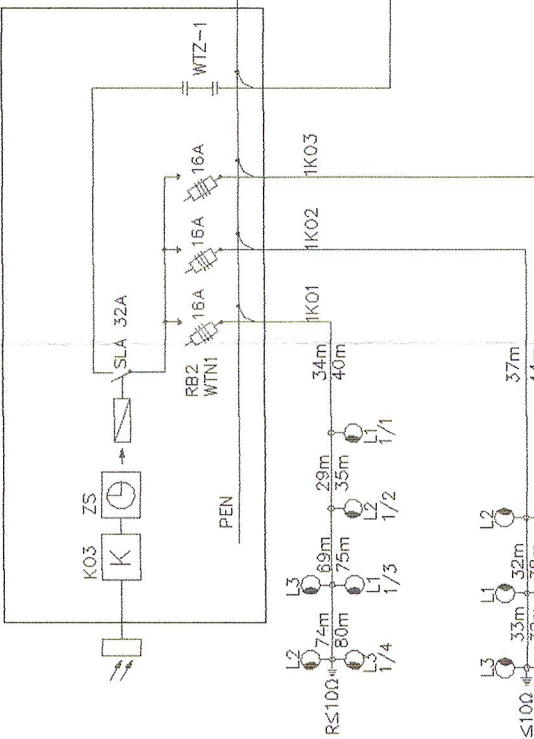 WTZ-1
16A
16A
16A
1K03
1K02
1K01
SLA 32A
RB2
WTN1
ZS
K03
K
PEN
34m
40m
L1
1/1
29m
35m
L2
1/2
69m
75m
L3
L1
1/3
74m
80m
L2
L3
1/4
R≤10Ω
37m
L2
32m
L1
33m
L3
≤10Ω